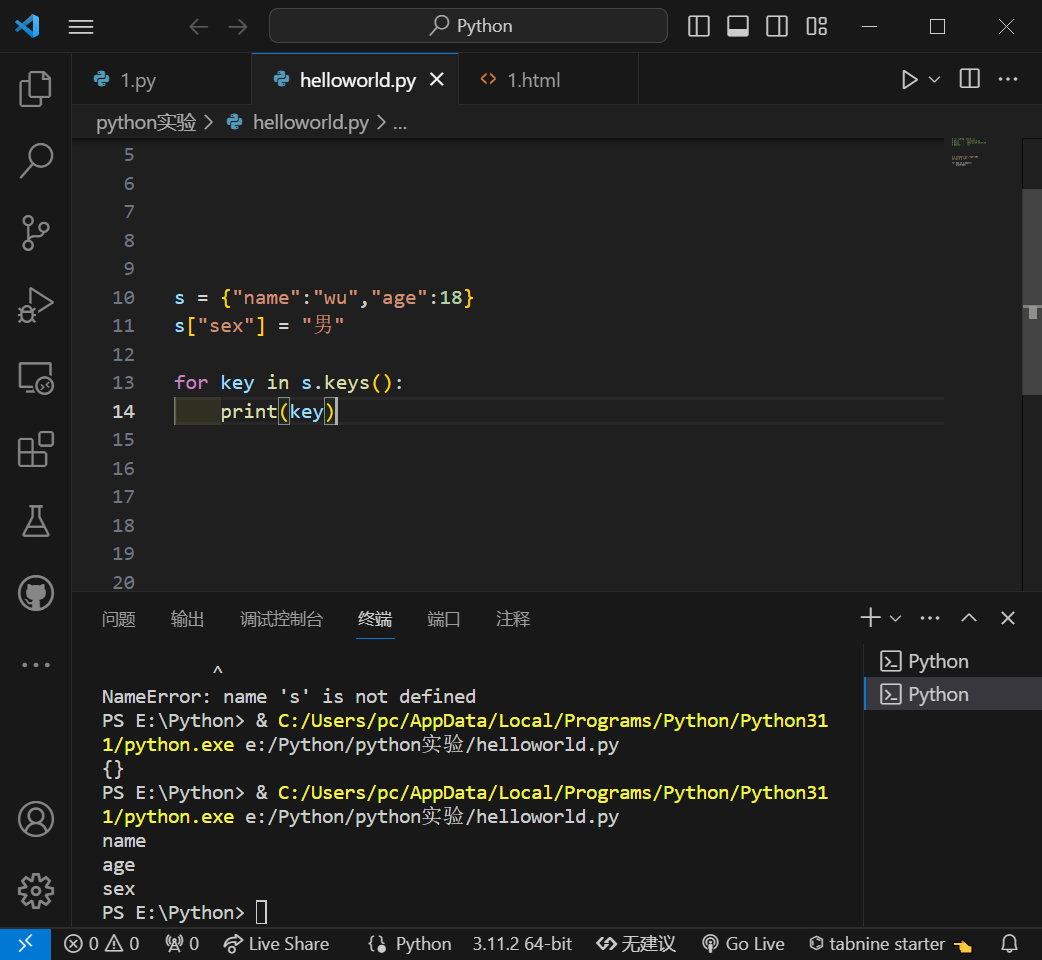 Python
1.py
helloworld.py
1.html
python实验 > helloworld.py > ...
5
6
7
8
9
10 s = {"name":"wu","age":18}
11 s["sex"] = "男"
12
13 for key in s.keys():
14 print(key)
15
16
17
18
19
20
问题 输出 调试控制台 终端 端口 注释
^
NameError: name 's' is not defined
PS E:\Python> & C:/Users/pc/AppData/Local/Programs/Python/Python31
1/python.exe e:/Python/python实验/helloworld.py
{}
PS E:\Python> & C:/Users/pc/AppData/Local/Programs/Python/Python31
1/python.exe e:/Python/python实验/helloworld.py
name
age
sex
PS E:\Python>
Python
Python
0 0 0 Live Share Python 3.11.2 64-bit 无建议 Go Live tabnine starter